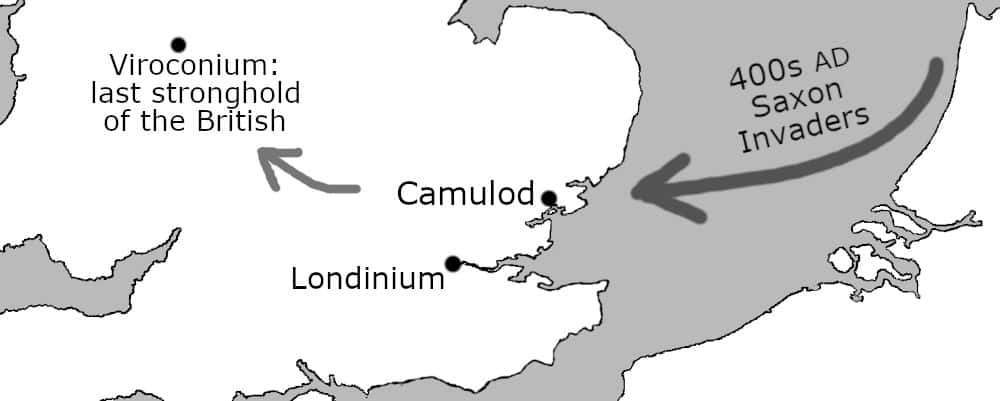 Viroconium:
last stronghold
of the British
400s AD
Saxon
Invaders
Camulod
Londinium